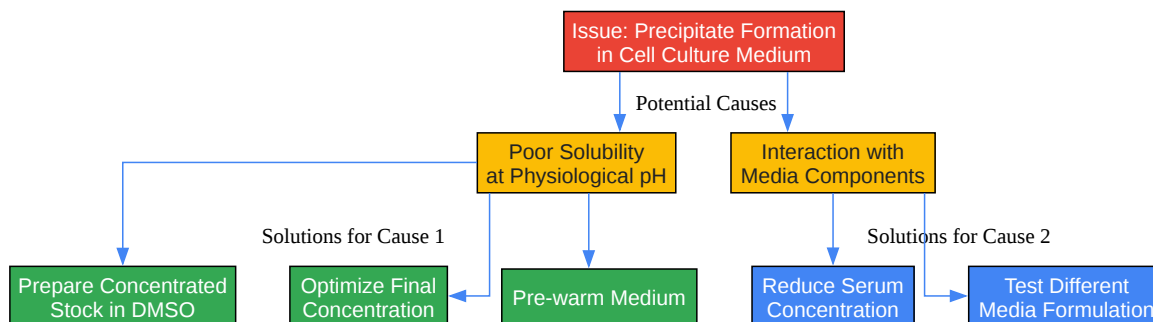 Issue: Precipitate Formation
in Cell Culture Medium
Potential Causes
Poor Solubility
at Physiological pH
Interaction with
Media Components
Solutions for Cause 1
Solutions for Cause 2
Prepare Concentrated
Stock in DMSO
Optimize Final
Concentration
Pre-warm Medium
Reduce Serum
Concentration
Test Different
Media Formulation